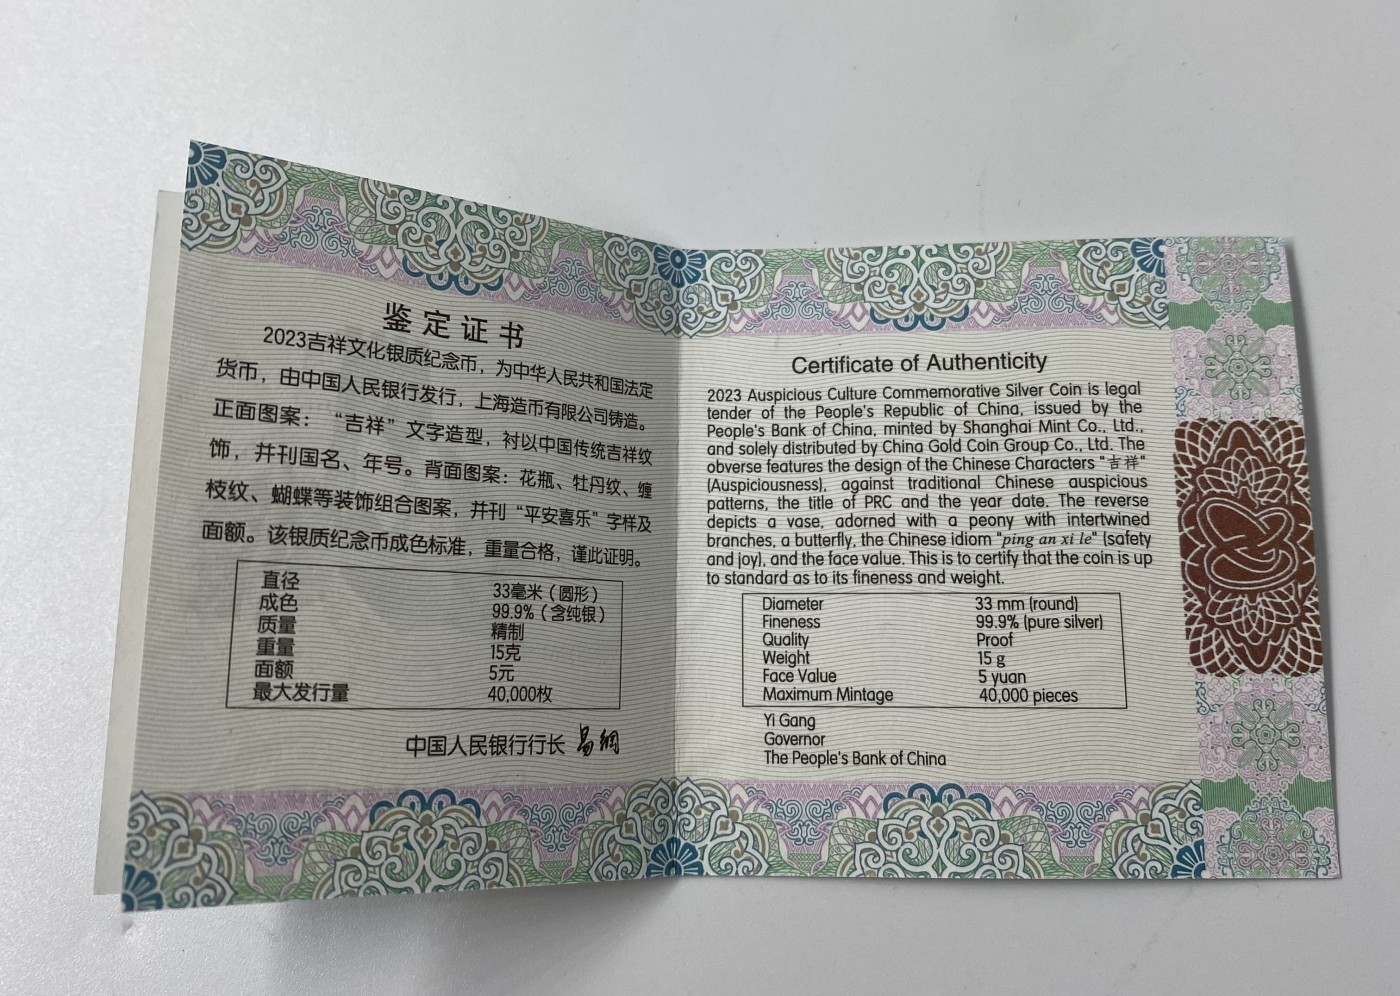 鉴定证书
2023吉祥文化银质纪念币，为中华人民共和国法定
货币，由中国人民银行发行，上海造币有限公司铸造。
正面图案：“吉祥”文字造型，衬以中国传统吉祥纹
饰，并刊国名、年号。背面图案：花瓶、牡丹纹、缠
枝纹、蝴蝶等装饰组合图案，并刊“平安喜乐”字样及
面额。该银质纪念币成色标准，重量合格，谨此证明。
直径 33毫米（圆形）
成色 99.9%（含纯银）
质量 精制
重量 15克
面额 5元
最大发行量 40,000枚
中国人民银行行长 易纲
Certificate of Authenticity
2023 Auspicious Culture Commemorative Silver Coin is legal
tender of the People's Republic of China, issued by the
People's Bank of China, minted by Shanghai Mint Co., Ltd.,
and solely distributed by China Gold Coin Group Co., Ltd. The
obverse features the design of the Chinese Characters "吉祥"
(Auspiciousness), against traditional Chinese auspicious
patterns, the title of PRC and the year date. The reverse
depicts a vase, adorned with a peony with intertwined
branches, a butterfly, the Chinese idiom "ping an xi le" (safety
and joy), and the face value. This is to certify that the coin is up
to standard as to its fineness and weight.
Diameter 33 mm (round)
Fineness 99.9% (pure silver)
Quality Proof
Weight 15 g
Face Value 5 yuan
Maximum Mintage 40,000 pieces
Yi Gang
Governor
The People's Bank of China